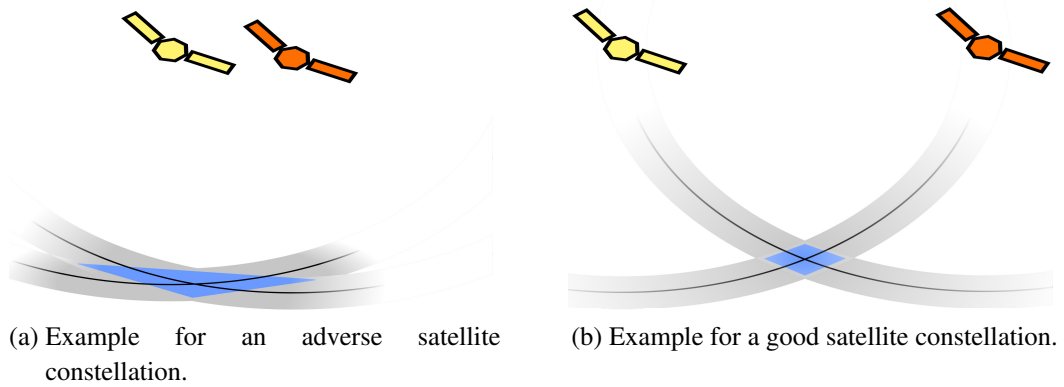 (a) Example for an adverse satellite
constellation.
(b) Example for a good satellite constellation.